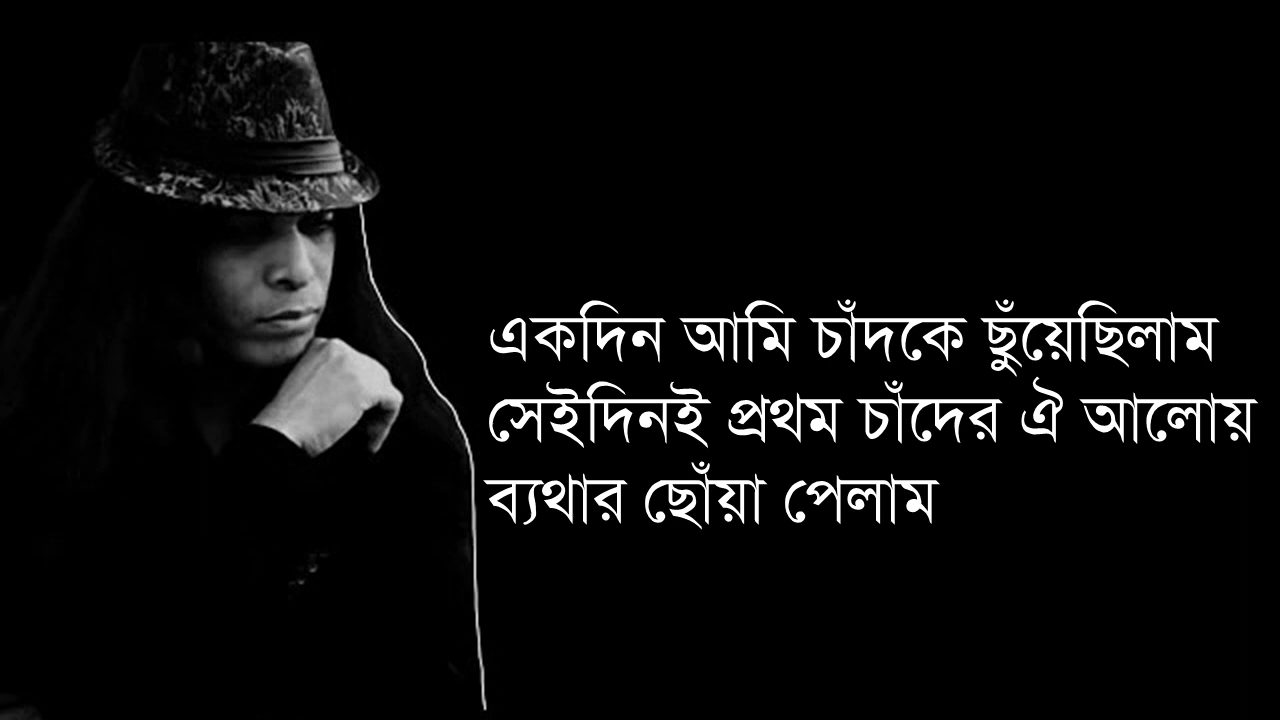 একদিন আমি চাঁদকে ছুঁয়েছিলাম
সেইদিনই প্রথম চাঁদের ঐ আলোয়
ব্যথার ছোঁয়া পেলাম